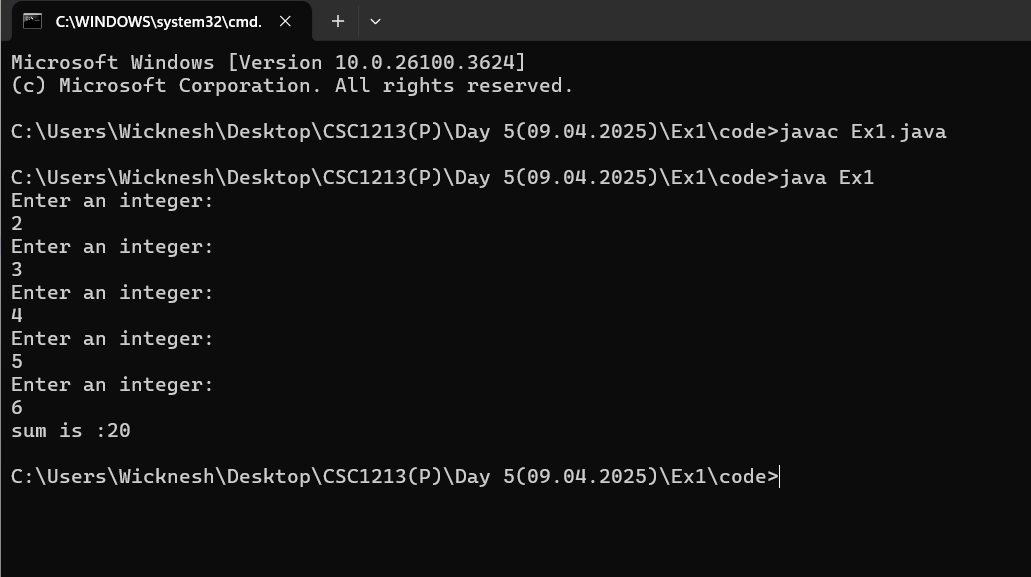 C:\WINDOWS\system32\cmd.
Microsoft Windows [Version 10.0.26100.3624]
(c) Microsoft Corporation. All rights reserved.
C:\Users\Wicknesh\Desktop\CSC1213(P)\Day 5(09.04.2025)\Ex1\code>javac Ex1.java
C:\Users\Wicknesh\Desktop\CSC1213(P)\Day 5(09.04.2025)\Ex1\code>java Ex1
Enter an integer:
2
Enter an integer:
3
Enter an integer:
4
Enter an integer:
5
Enter an integer:
6
sum is :20
C:\Users\Wicknesh\Desktop\CSC1213(P)\Day 5(09.04.2025)\Ex1\code>